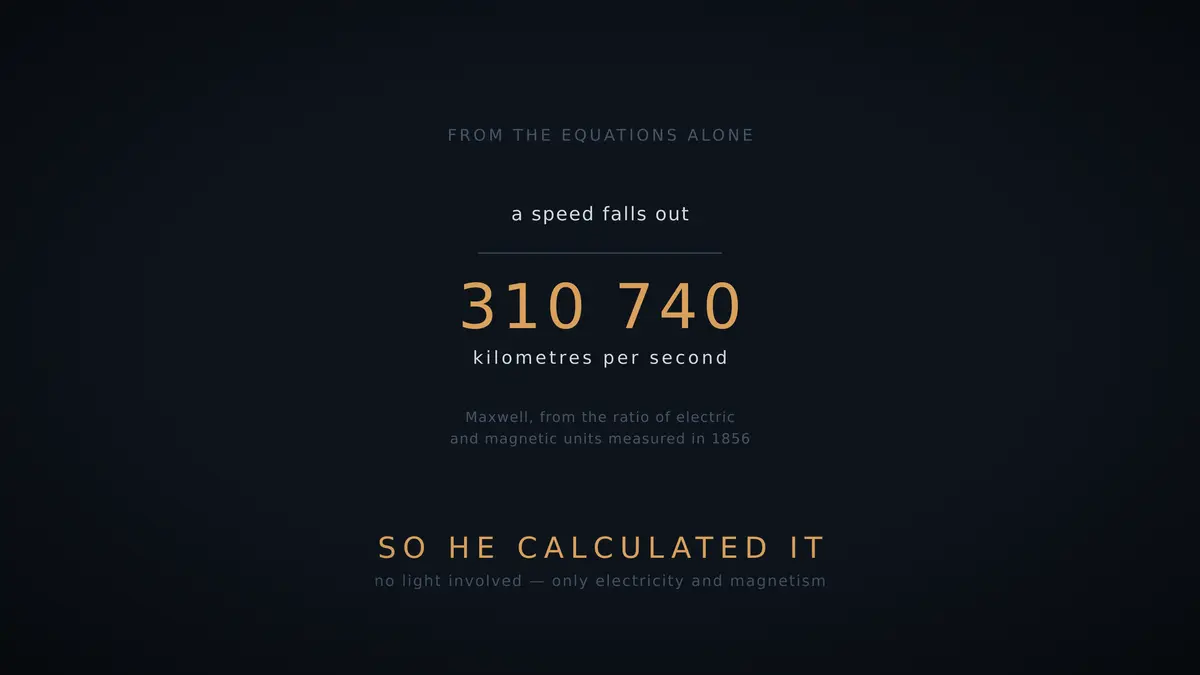 FROM THE EQUATIONS ALONE
a speed falls out
310 740
kilometres per second
Maxwell, from the ratio of electric
and magnetic units measured in 1856
SO HE CALCULATED IT
no light involved — only electricity and magnetism